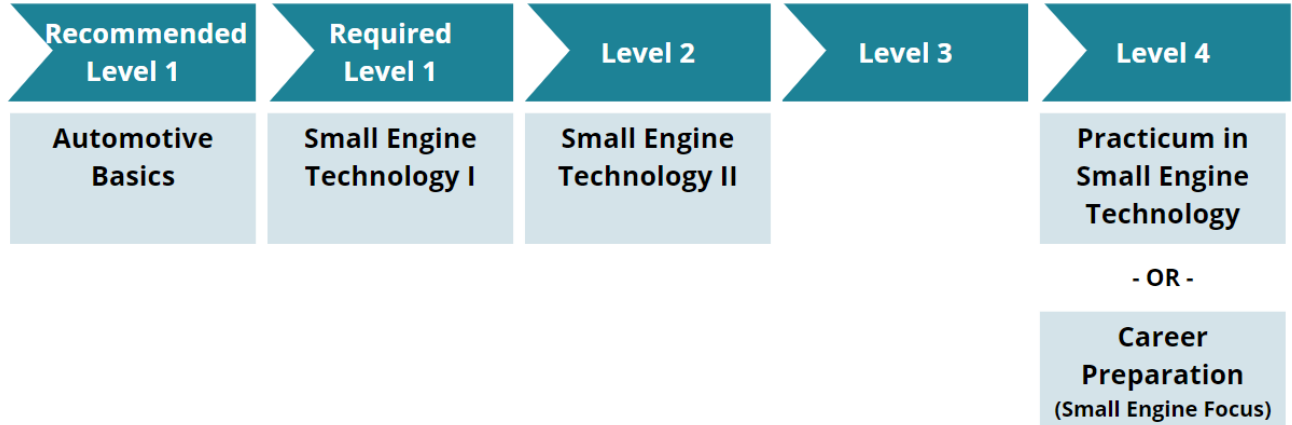 Recommended
Level 1
Required
Level 1
Level 2
Level 3
Level 4
Automotive
Basics
Small Engine
Technology I
Small Engine
Technology II
Practicum in
Small Engine
Technology
- OR -
Career
Preparation
(Small Engine Focus)